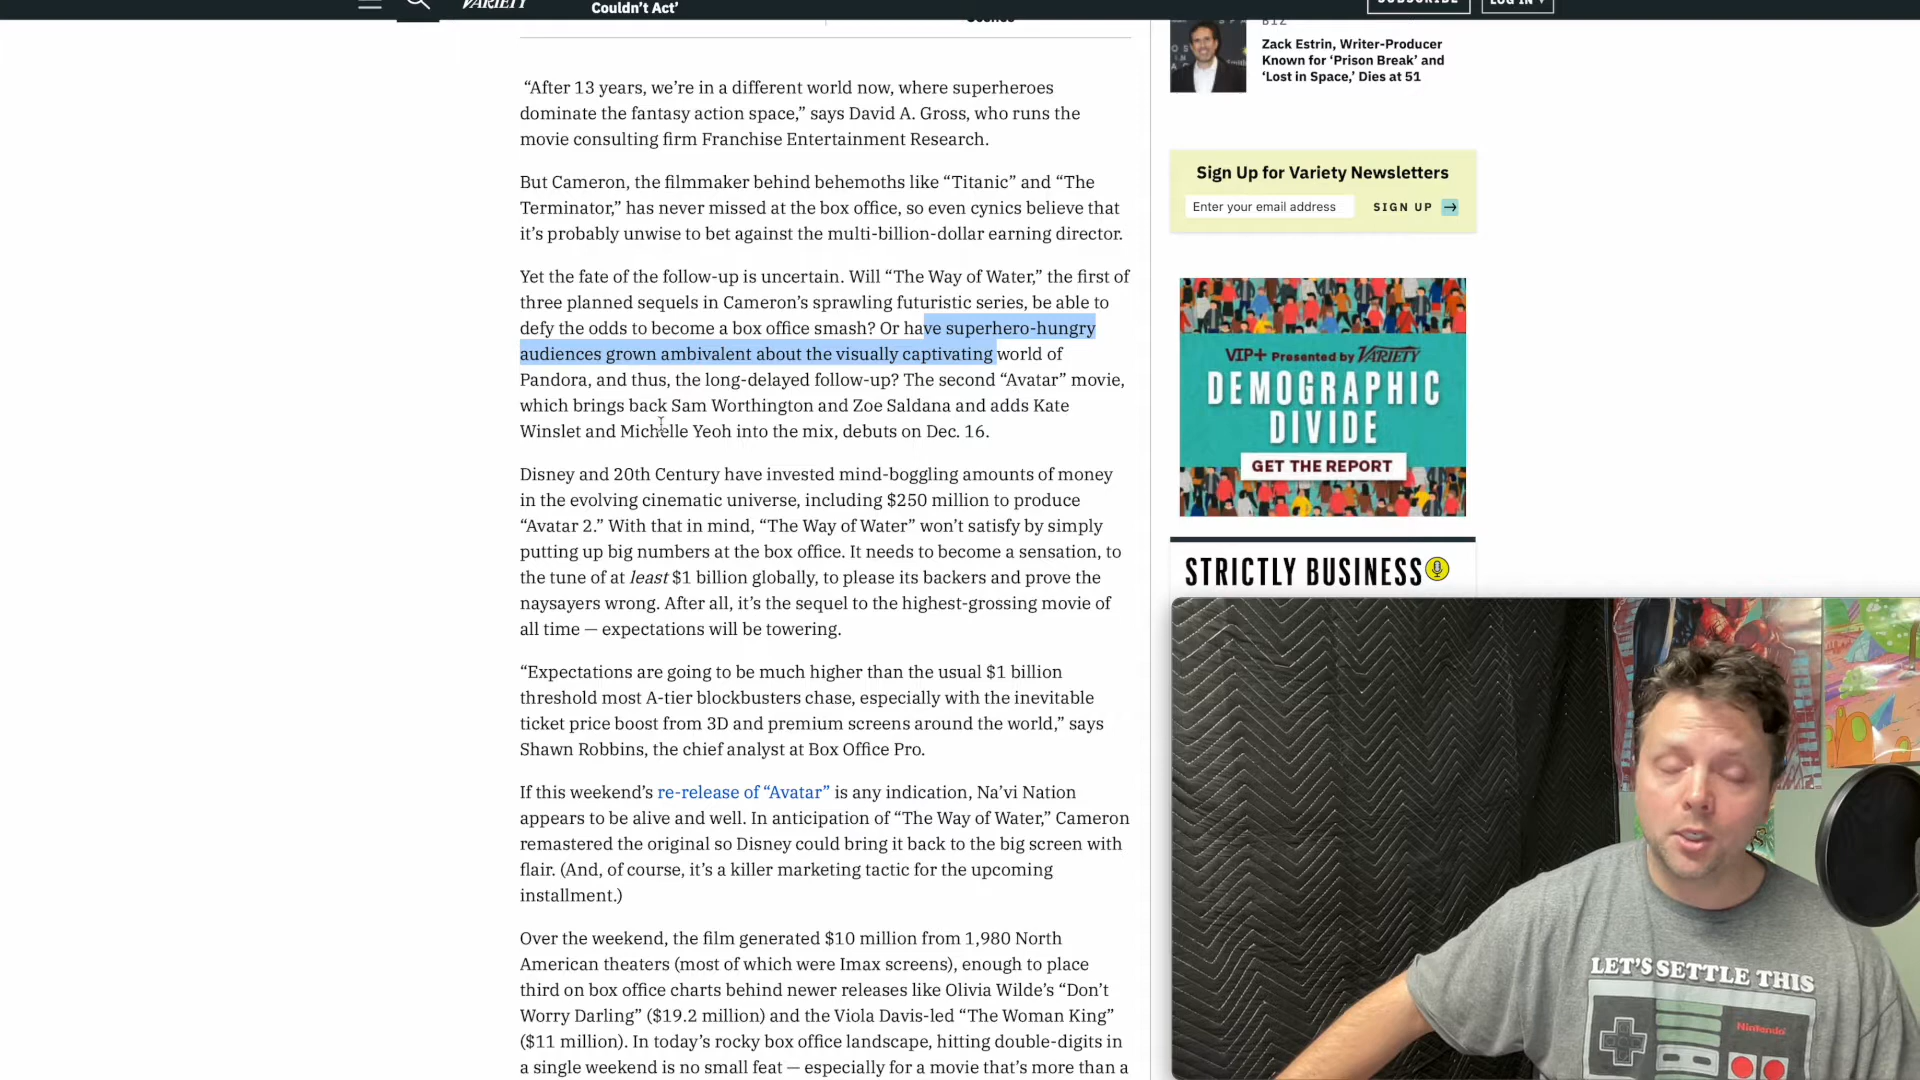 VARIETY
Couldn’t Act’
SUBSCRIBE
LOG IN
“After 13 years, we’re in a different world now, where superheroes
dominate the fantasy action space,” says David A. Gross, who runs the
movie consulting firm Franchise Entertainment Research.
But Cameron, the filmmaker behind behemoths like “Titanic” and “The
Terminator,” has never missed at the box office, so even cynics believe that
it’s probably unwise to bet against the multi-billion-dollar earning director.
Yet the fate of the follow-up is uncertain. Will “The Way of Water,” the first of
three planned sequels in Cameron’s sprawling futuristic series, be able to
defy the odds to become a box office smash? Or have superhero-hungry
audiences grown ambivalent about the visually captivating world of
Pandora, and thus, the long-delayed follow-up? The second “Avatar” movie,
which brings back Sam Worthington and Zoe Saldana and adds Kate
Winslet and Michelle Yeoh into the mix, debuts on Dec. 16.
Disney and 20th Century have invested mind-boggling amounts of money
in the evolving cinematic universe, including $250 million to produce
“Avatar 2.” With that in mind, “The Way of Water” won’t satisfy by simply
putting up big numbers at the box office. It needs to become a sensation, to
the tune of at least $1 billion globally, to please its backers and prove the
naysayers wrong. After all, it’s the sequel to the highest-grossing movie of
all time — expectations will be towering.
“Expectations are going to be much higher than the usual $1 billion
threshold most A-tier blockbusters chase, especially with the inevitable
ticket price boost from 3D and premium screens around the world,” says
Shawn Robbins, the chief analyst at Box Office Pro.
If this weekend’s re-release of “Avatar” is any indication, Na’vi Nation
appears to be alive and well. In anticipation of “The Way of Water,” Cameron
remastered the original so Disney could bring it back to the big screen with
flair. (And, of course, it’s a killer marketing tactic for the upcoming
installment.)
Over the weekend, the film generated $10 million from 1,980 North
American theaters (most of which were Imax screens), enough to place
third on box office charts behind newer releases like Olivia Wilde’s “Don’t
Worry Darling” ($19.2 million) and the Viola Davis-led “The Woman King”
($11 million). In today’s rocky box office landscape, hitting double-digits in
a single weekend is no small feat — especially for a movie that’s more than a
BIZ
Zack Estrin, Writer-Producer
Known for ‘Prison Break’ and
‘Lost in Space,’ Dies at 51
Sign Up for Variety Newsletters
Enter your email address
SIGN UP
VIP+ Presented by VARIETY
DEMOGRAPHIC
DIVIDE
GET THE REPORT
STRICTLY BUSINESS
LET'S SETTLE THIS
Nintendo